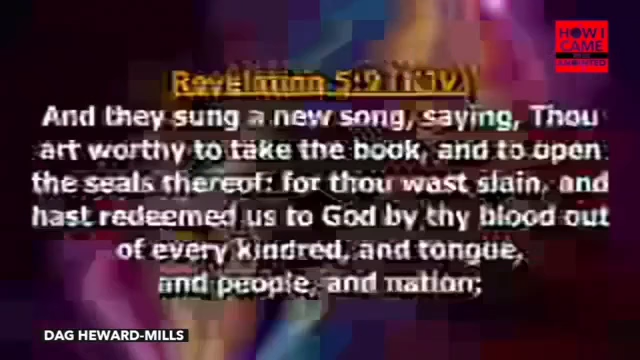 HOW I
CAME
ANOINTED
Revelation 5:9
And they sung a new song, saying, Thou
art worthy to take the book, and to open
the seals thereof: for thou wast slain, and
hast redeemed us to God by thy blood out
of every kindred, and tongue,
and people, and nation;
DAG HEWARD-MILLS